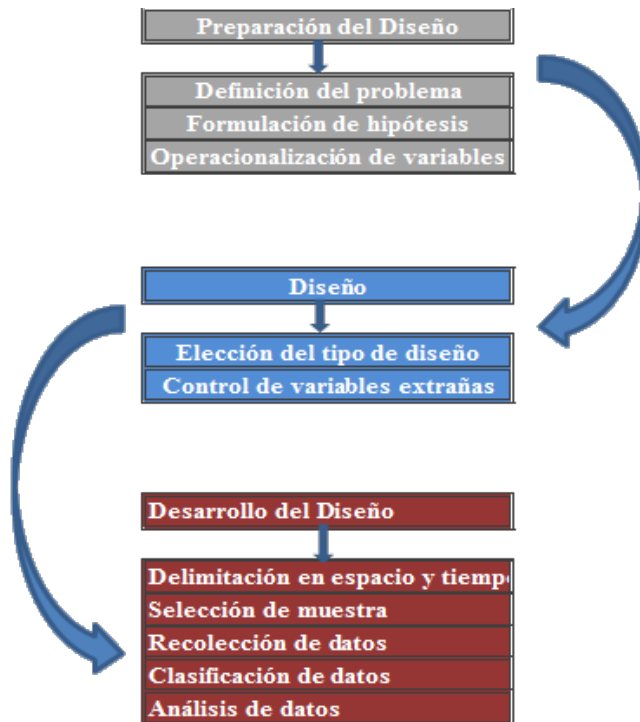 Preparación del Diseño
Definición del problema
Formulación de hipótesis
Operacionalización de variables
Diseño
Elección del tipo de diseño
Control de variables extrañas
Desarrollo del Diseño
Delimitación en espacio y tiempo
Selección de muestra
Recolección de datos
Clasificación de datos
Análisis de datos